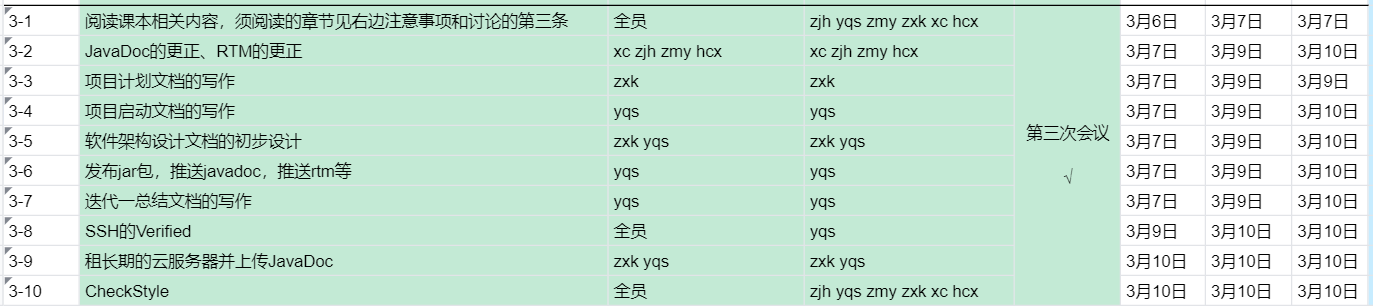 3-1 阅读课本相关内容，须阅读的章节见右边注意事项和讨论的第三条 全员 zjh yqs zmy zxk xc hcx 3月6日 3月7日 3月7日
3-2 JavaDoc的更正、RTM的更正 xc zjh zmy hcx xc zjh zmy hcx 3月7日 3月9日 3月10日
3-3 项目计划文档的写作 zxk zxk 3月7日 3月9日 3月9日
3-4 项目启动文档的写作 yqs yqs 3月7日 3月9日 3月10日
3-5 软件架构设计文档的初步设计 zxk yqs zxk yqs 第三次会议 3月7日 3月9日 3月10日
3-6 发布jar包，推送javadoc，推送rtm等 yqs yqs √ 3月7日 3月9日 3月10日
3-7 迭代一总结文档的写作 yqs yqs 3月7日 3月9日 3月10日
3-8 SSH的Verified 全员 yqs 3月9日 3月10日 3月10日
3-9 租长期的云服务器并上传JavaDoc zxk yqs zxk yqs 3月10日 3月10日 3月10日
3-10 CheckStyle 全员 zjh yqs zmy zxk xc hcx 3月10日 3月10日 3月10日